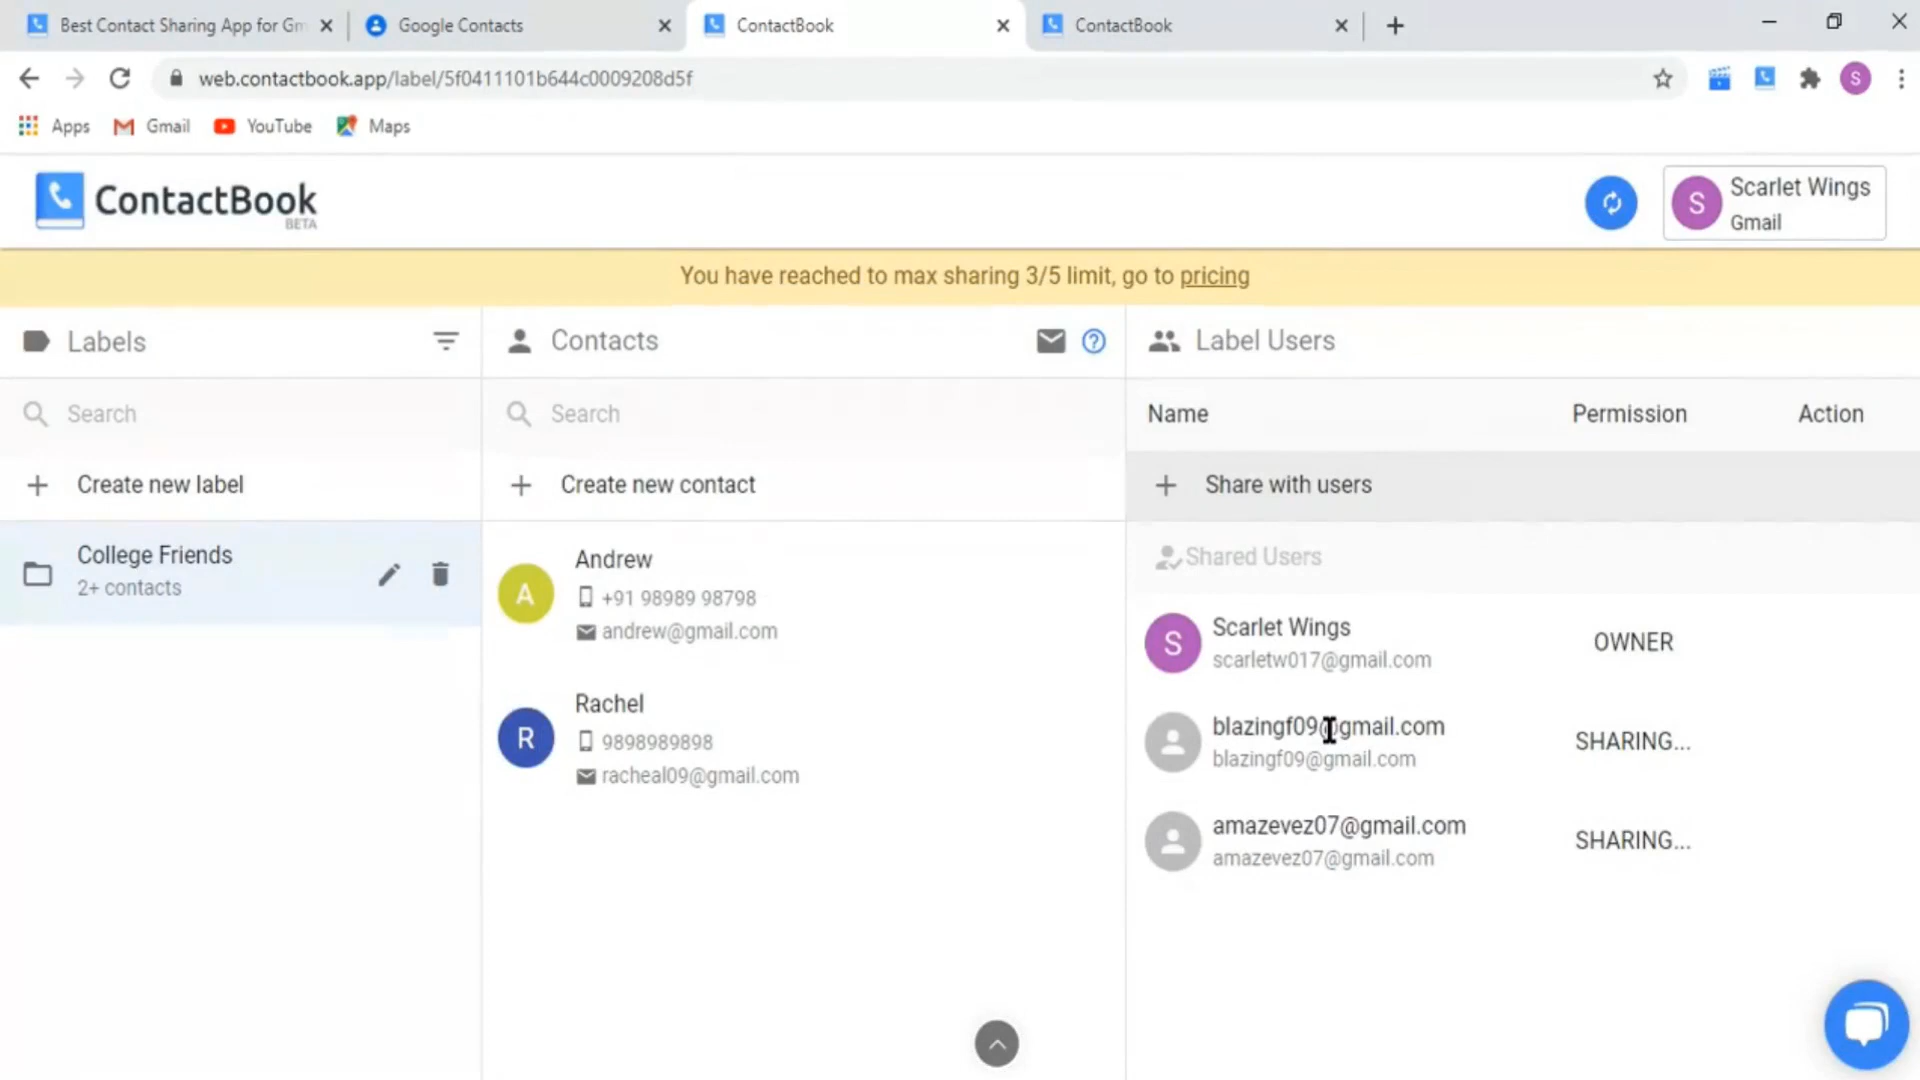 Best Contact Sharing App for Gm
Google Contacts
ContactBook
ContactBook
web.contactbook.app/label/5f0411101b644c0009208d5f
S
Apps
Gmail
YouTube
Maps
ContactBook
BETA
S
Scarlet Wings
Gmail
You have reached to max sharing 3/5 limit, go to pricing
Labels
Contacts
Label Users
Search
Search
Name
Permission
Action
Create new label
Create new contact
Share with users
College Friends
2+ contacts
A
Andrew
+91 98989 98798
andrew@gmail.com
R
Rachel
9898989898
racheal09@gmail.com
Shared Users
S
Scarlet Wings
scarletw017@gmail.com
OWNER
blazingf09@gmail.com
blazingf09@gmail.com
SHARING...
amazevez07@gmail.com
amazevez07@gmail.com
SHARING...